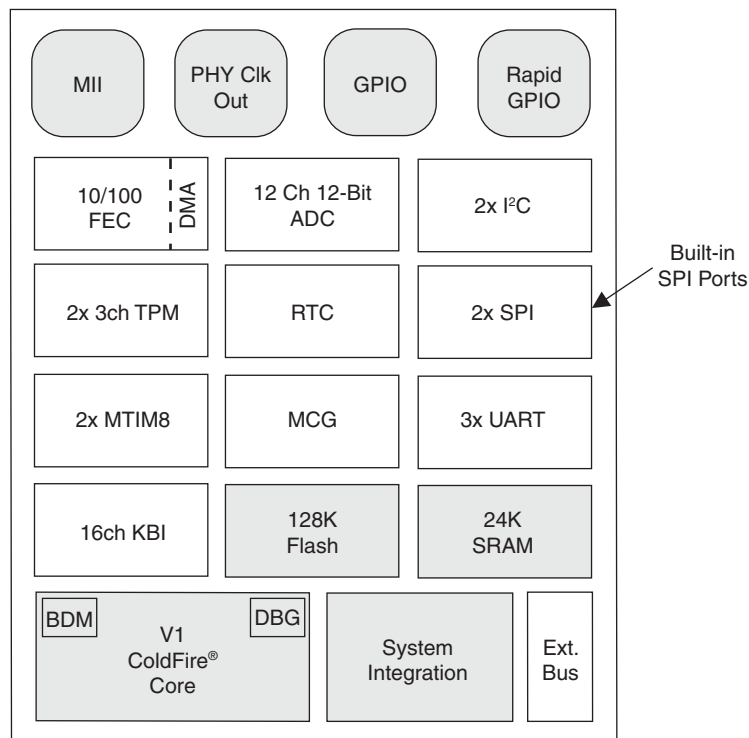 MII
PHY Clk
Out
GPIO
Rapid
GPIO
10/100
FEC
DMA
12 Ch 12-Bit
ADC
2x I²C
Built-in
SPI Ports
2x 3ch TPM
RTC
2x SPI
2x MTIM8
MCG
3x UART
16ch KBI
128K
Flash
24K
SRAM
BDM
DBG
V1
ColdFire®
Core
System
Integration
Ext.
Bus